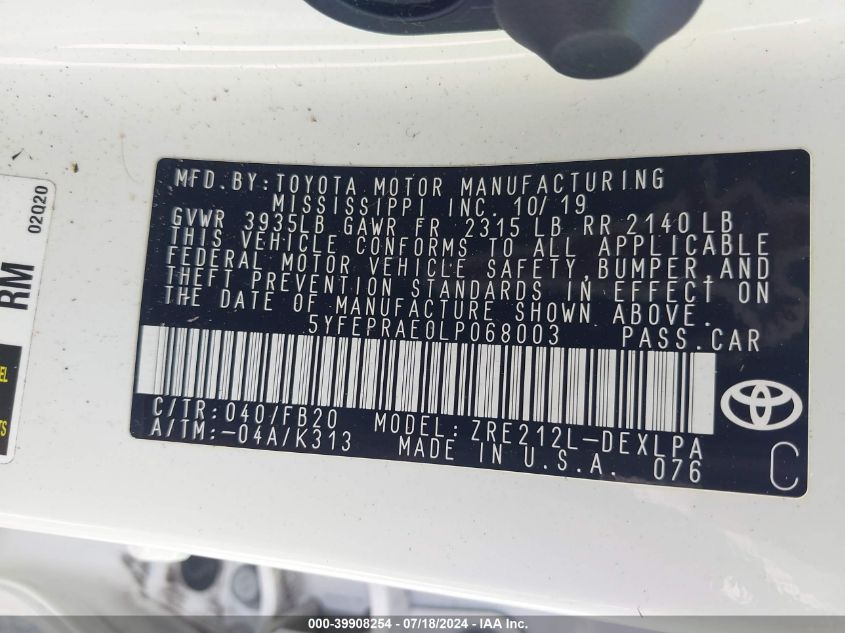 MFD.BY:TOYOTA MOTOR MANUFACTURING
MISSISSIPPI INC. 10/19
GVWR 3935LB GAWR FR 2315 LB RR 2140 LB
THIS VEHICLE CONFORMS TO ALL APPLICABLE
FEDERAL MOTOR VEHICLE SAFETY,BUMPER,AND
THEFT PREVENTION STANDARDS IN EFFECT ON
THE DATE OF MANUFACTURE SHOWN ABOVE.
5YFEPRAE0LP068003 PASS.CAR
C/TR:040/FB20 MODEL:ZRE212L-DEXLPA
A/TM:-04A/K313 MADE IN U.S.A. 076
C
02Q20
RM
000-39908254 - 07/18/2024 - IAA Inc.